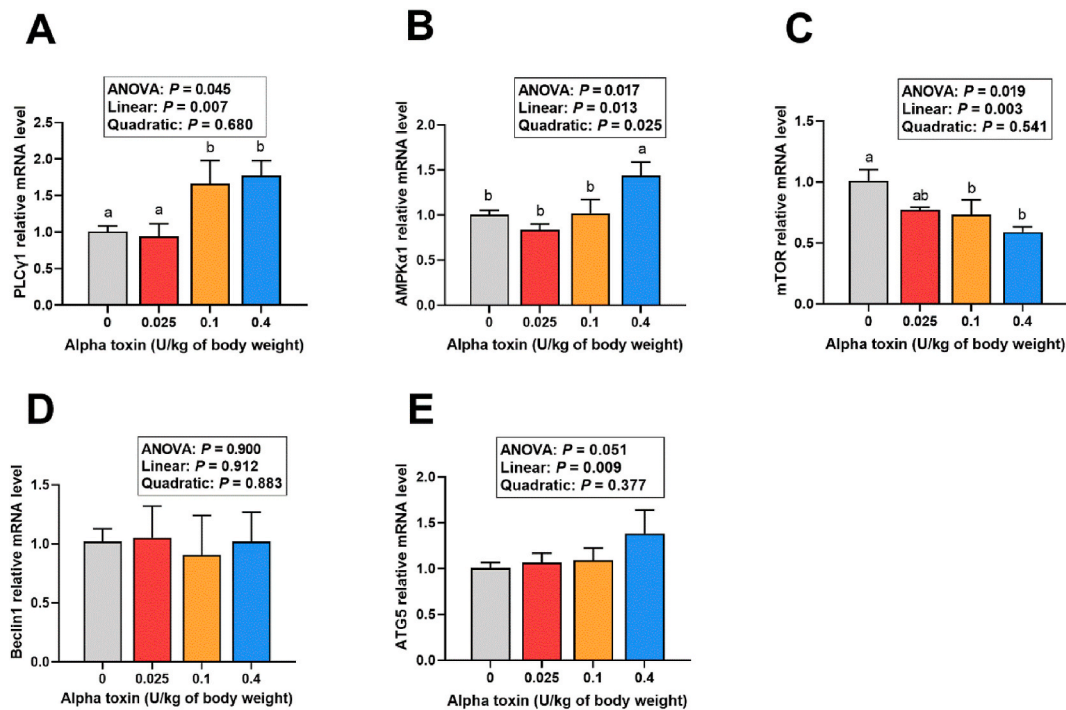 A
ANOVA: P = 0.045
Linear: P = 0.007
Quadratic: P = 0.680
PLCγ1 relative mRNA level
2.5
2.0
1.5
1.0
0.5
0.0
a
a
b
b
0
0.025
0.1
0.4
Alpha toxin (U/kg of body weight)
B
ANOVA: P = 0.017
Linear: P = 0.013
Quadratic: P = 0.025
AMPKα1 relative mRNA level
2.0
1.5
1.0
0.5
0.0
b
b
b
a
0
0.025
0.1
0.4
Alpha toxin (U/kg of body weight)
C
ANOVA: P = 0.019
Linear: P = 0.003
Quadratic: P = 0.541
mTOR relative mRNA level
1.5
1.0
0.5
0.0
a
ab
b
b
0
0.025
0.1
0.4
Alpha toxin (U/kg of body weight)
D
ANOVA: P = 0.900
Linear: P = 0.912
Quadratic: P = 0.883
Beclin1 relative mRNA level
1.5
1.0
0.5
0.0
0
0.025
0.1
0.4
Alpha toxin (U/kg of body weight)
E
ANOVA: P = 0.051
Linear: P = 0.009
Quadratic: P = 0.377
ATG5 relative mRNA level
2.0
1.5
1.0
0.5
0.0
0
0.025
0.1
0.4
Alpha toxin (U/kg of body weight)